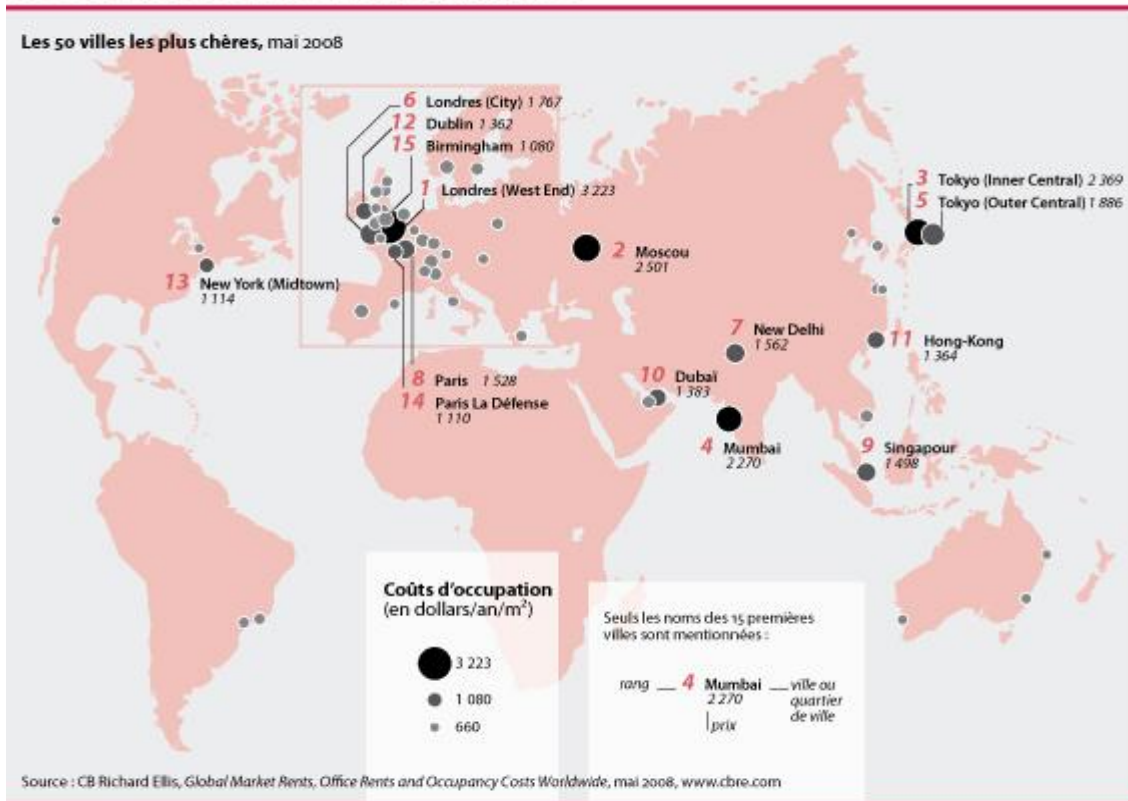 Les 50 villes les plus chères, mai 2008
6 Londres (City) 1 767
12 Dublin 1 362
15 Birmingham 1 080
1 Londres (West End) 3 223
3 Tokyo (Inner Central) 2 369
5 Tokyo (Outer Central) 1 886
2 Moscou
2 501
13 New York (Midtown)
1 114
7 New Delhi
1 562
11 Hong-Kong
1 364
8 Paris 1 528
14 Paris La Défense
1 110
10 Dubaï
1 383
4 Mumbai
2 270
9 Singapour
1 498
Coûts d'occupation
(en dollars/an/m²)
3 223
1 080
660
Seuls les noms des 15 premières
villes sont mentionnées :
rang 4 Mumbai ville ou
2 270 quartier
prix de ville
Source : CB Richard Ellis, Global Market Rents, Office Rents and Occupancy Costs Worldwide, mai 2008, www.cbre.com